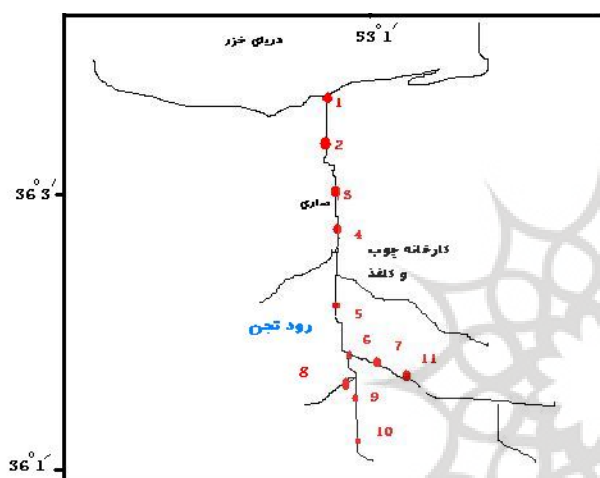 دریای خزر
53°1'
1
2
36°3'
3
ساری
4
کارخانه چوب
و کاغذ
5
رود تجن
6
7
11
8
9
10
36°1'